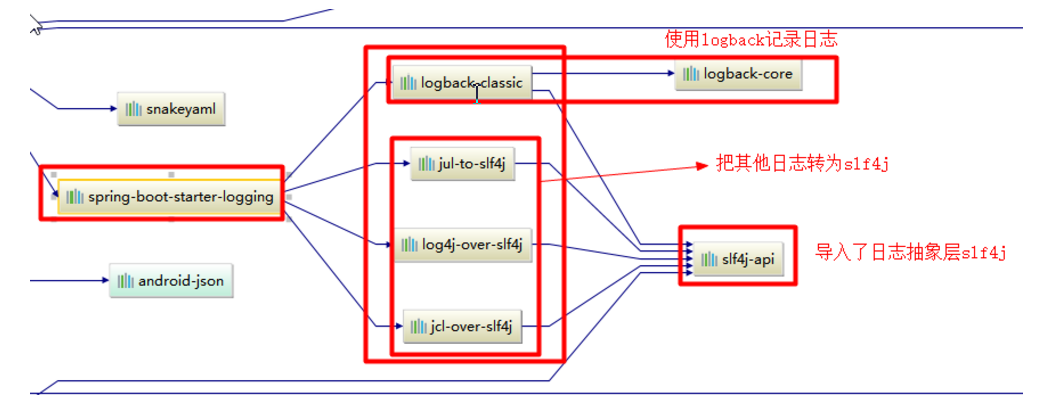 使用logback记录日志
logback-classic
logback-core
snakeyaml
jul-to-slf4j
把其他日志转为slf4j
spring-boot-starter-logging
log4j-over-slf4j
slf4j-api
导入了日志抽象层slf4j
android-json
jcl-over-slf4j